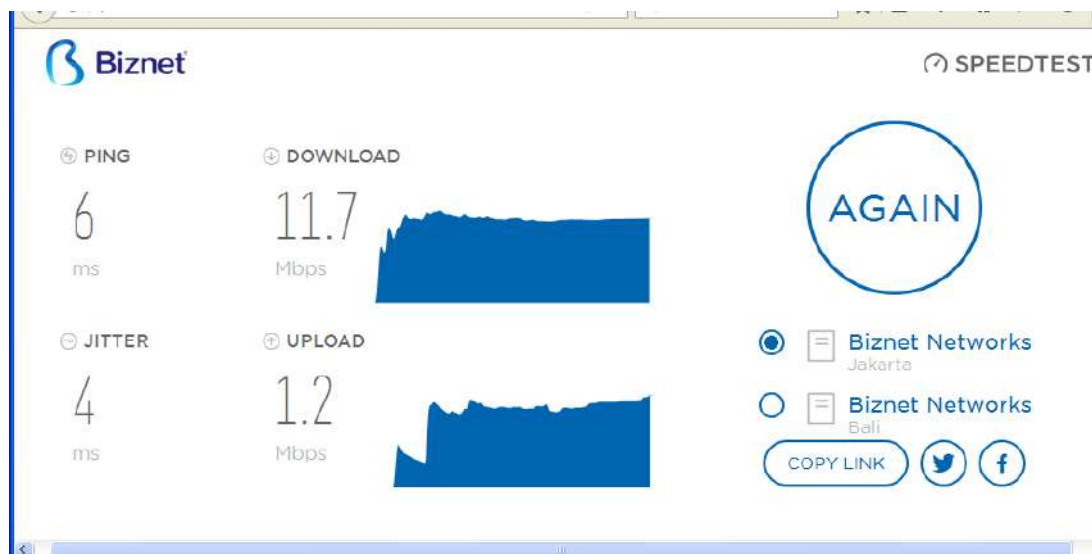 Biznet
SPEEDTEST
PING
6
ms
DOWNLOAD
11.7
Mbps
AGAIN
JITTER
4
ms
UPLOAD
1.2
Mbps
Biznet Networks
Jakarta
Biznet Networks
Bali
COPY LINK